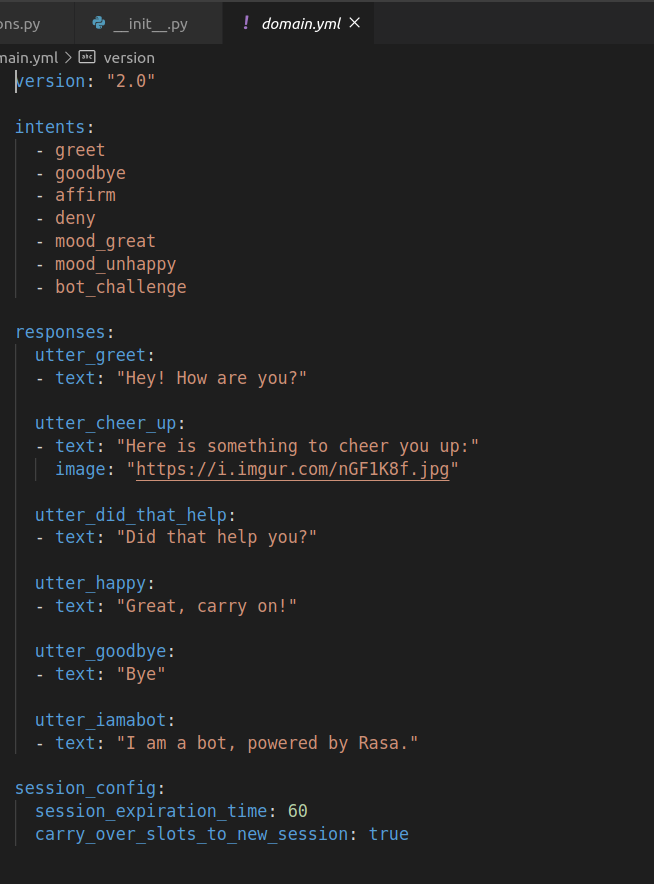 ons.py __init__.py ! domain.yml ×
main.yml > abc version
version: "2.0"

intents:
  - greet
  - goodbye
  - affirm
  - deny
  - mood_great
  - mood_unhappy
  - bot_challenge

responses:
  utter_greet:
  - text: "Hey! How are you?"

  utter_cheer_up:
  - text: "Here is something to cheer you up:"
    image: "https://i.imgur.com/nGF1K8f.jpg"

  utter_did_that_help:
  - text: "Did that help you?"

  utter_happy:
  - text: "Great, carry on!"

  utter_goodbye:
  - text: "Bye"

  utter_iamabot:
  - text: "I am a bot, powered by Rasa."

session_config:
  session_expiration_time: 60
  carry_over_slots_to_new_session: true